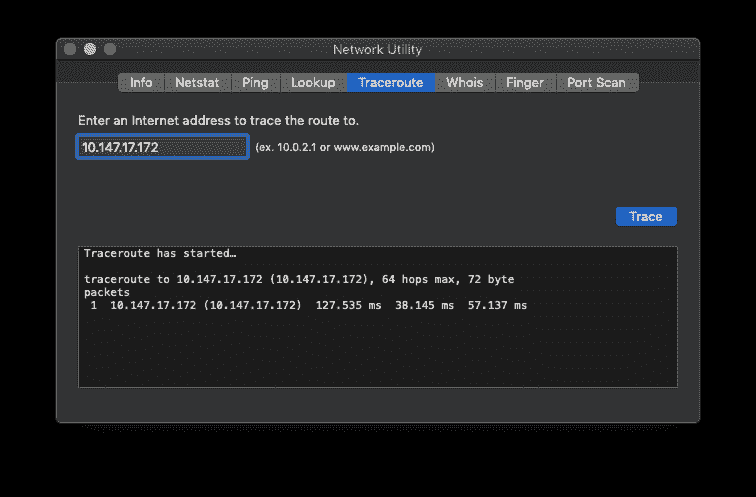 Network Utility
Info Netstat Ping Lookup Traceroute Whois Finger Port Scan
Enter an Internet address to trace the route to.
10.147.17.172 (ex. 10.0.2.1 or www.example.com)
Trace
Traceroute has started…
traceroute to 10.147.17.172 (10.147.17.172), 64 hops max, 72 byte
packets
1 10.147.17.172 (10.147.17.172) 127.535 ms 38.145 ms 57.137 ms